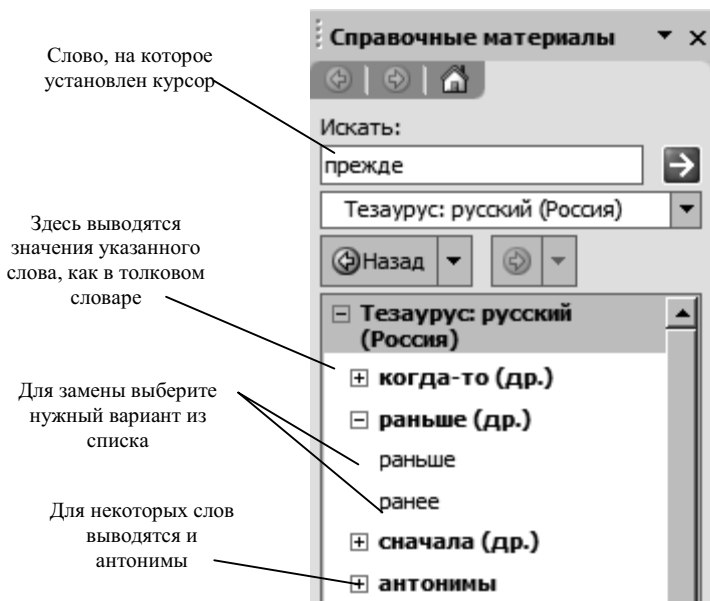 Слово, на которое
установлен курсор
Здесь выводятся
значения указанного
слова, как в толковом
словаре
Для замены выберите
нужный вариант из
списка
Для некоторых слов
выводятся и
антонимы
Справочные материалы
Искать:
прежде
Тезаурус: русский (Россия)
Назад
Тезаурус: русский
(Россия)
когда-то (др.)
раньше (др.)
раньше
ранее
сначала (др.)
антонимы